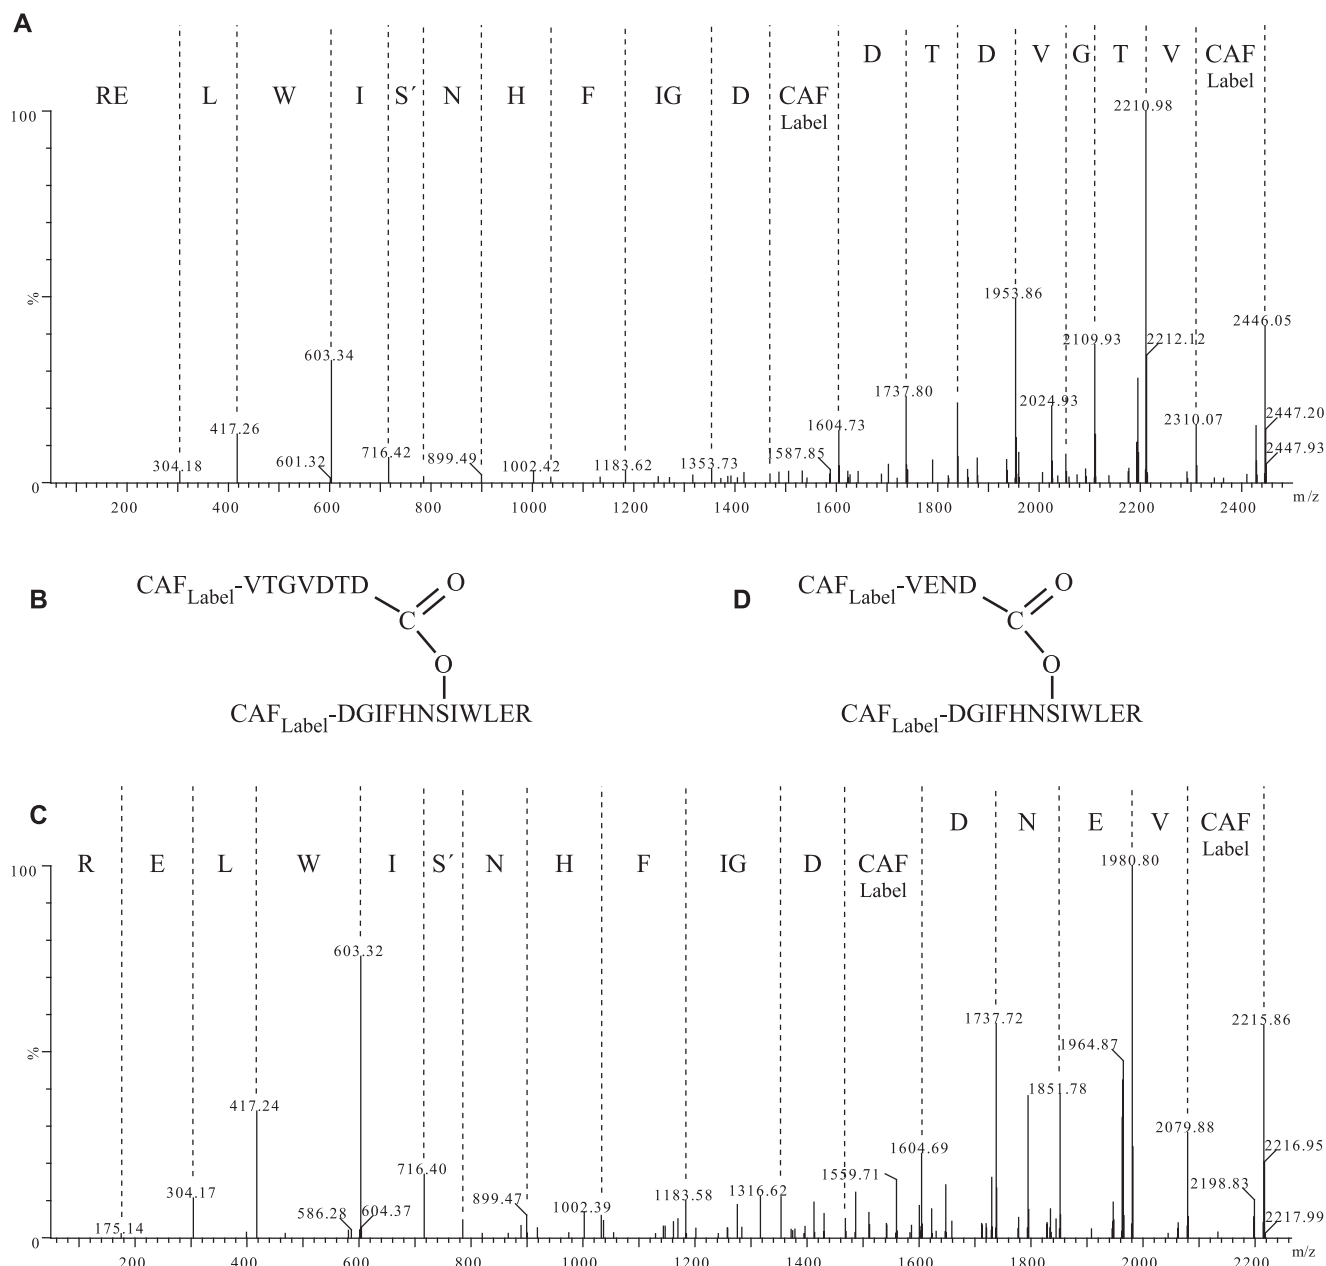 A
D T D V G T V CAF
Label
RE L W I S´ N H F IG D CAF
Label
100
2210.98
%
1953.86
2446.05
603.34
2109.93
2212.12
1737.80
2024.93
2310.07
2447.20
417.26
1604.73
2447.93
304.18
601.32
716.42
899.49
1002.42
1183.62
1353.73
1587.85
0
200 400 600 800 1000 1200 1400 1600 1800 2000 2200 2400
m/z
B
CAFLabel-VTGVDTD
O
C
O
CAFLabel-DGIFHNSIWLER
D
CAFLabel-VEND
O
C
O
CAFLabel-DGIFHNSIWLER
C
D N E V CAF
Label
R E L W I S´ N H F IG D CAF
Label
100
1980.80
603.32
1737.72
2215.86
%
1964.87
1851.78
417.24
2079.88
1604.69
2216.95
716.40
1559.71
304.17
899.47
1183.58
1316.62
2198.83
175.14
586.28
604.37
1002.39
2217.99
0
200 400 600 800 1000 1200 1400 1600 1800 2000 2200
m/z